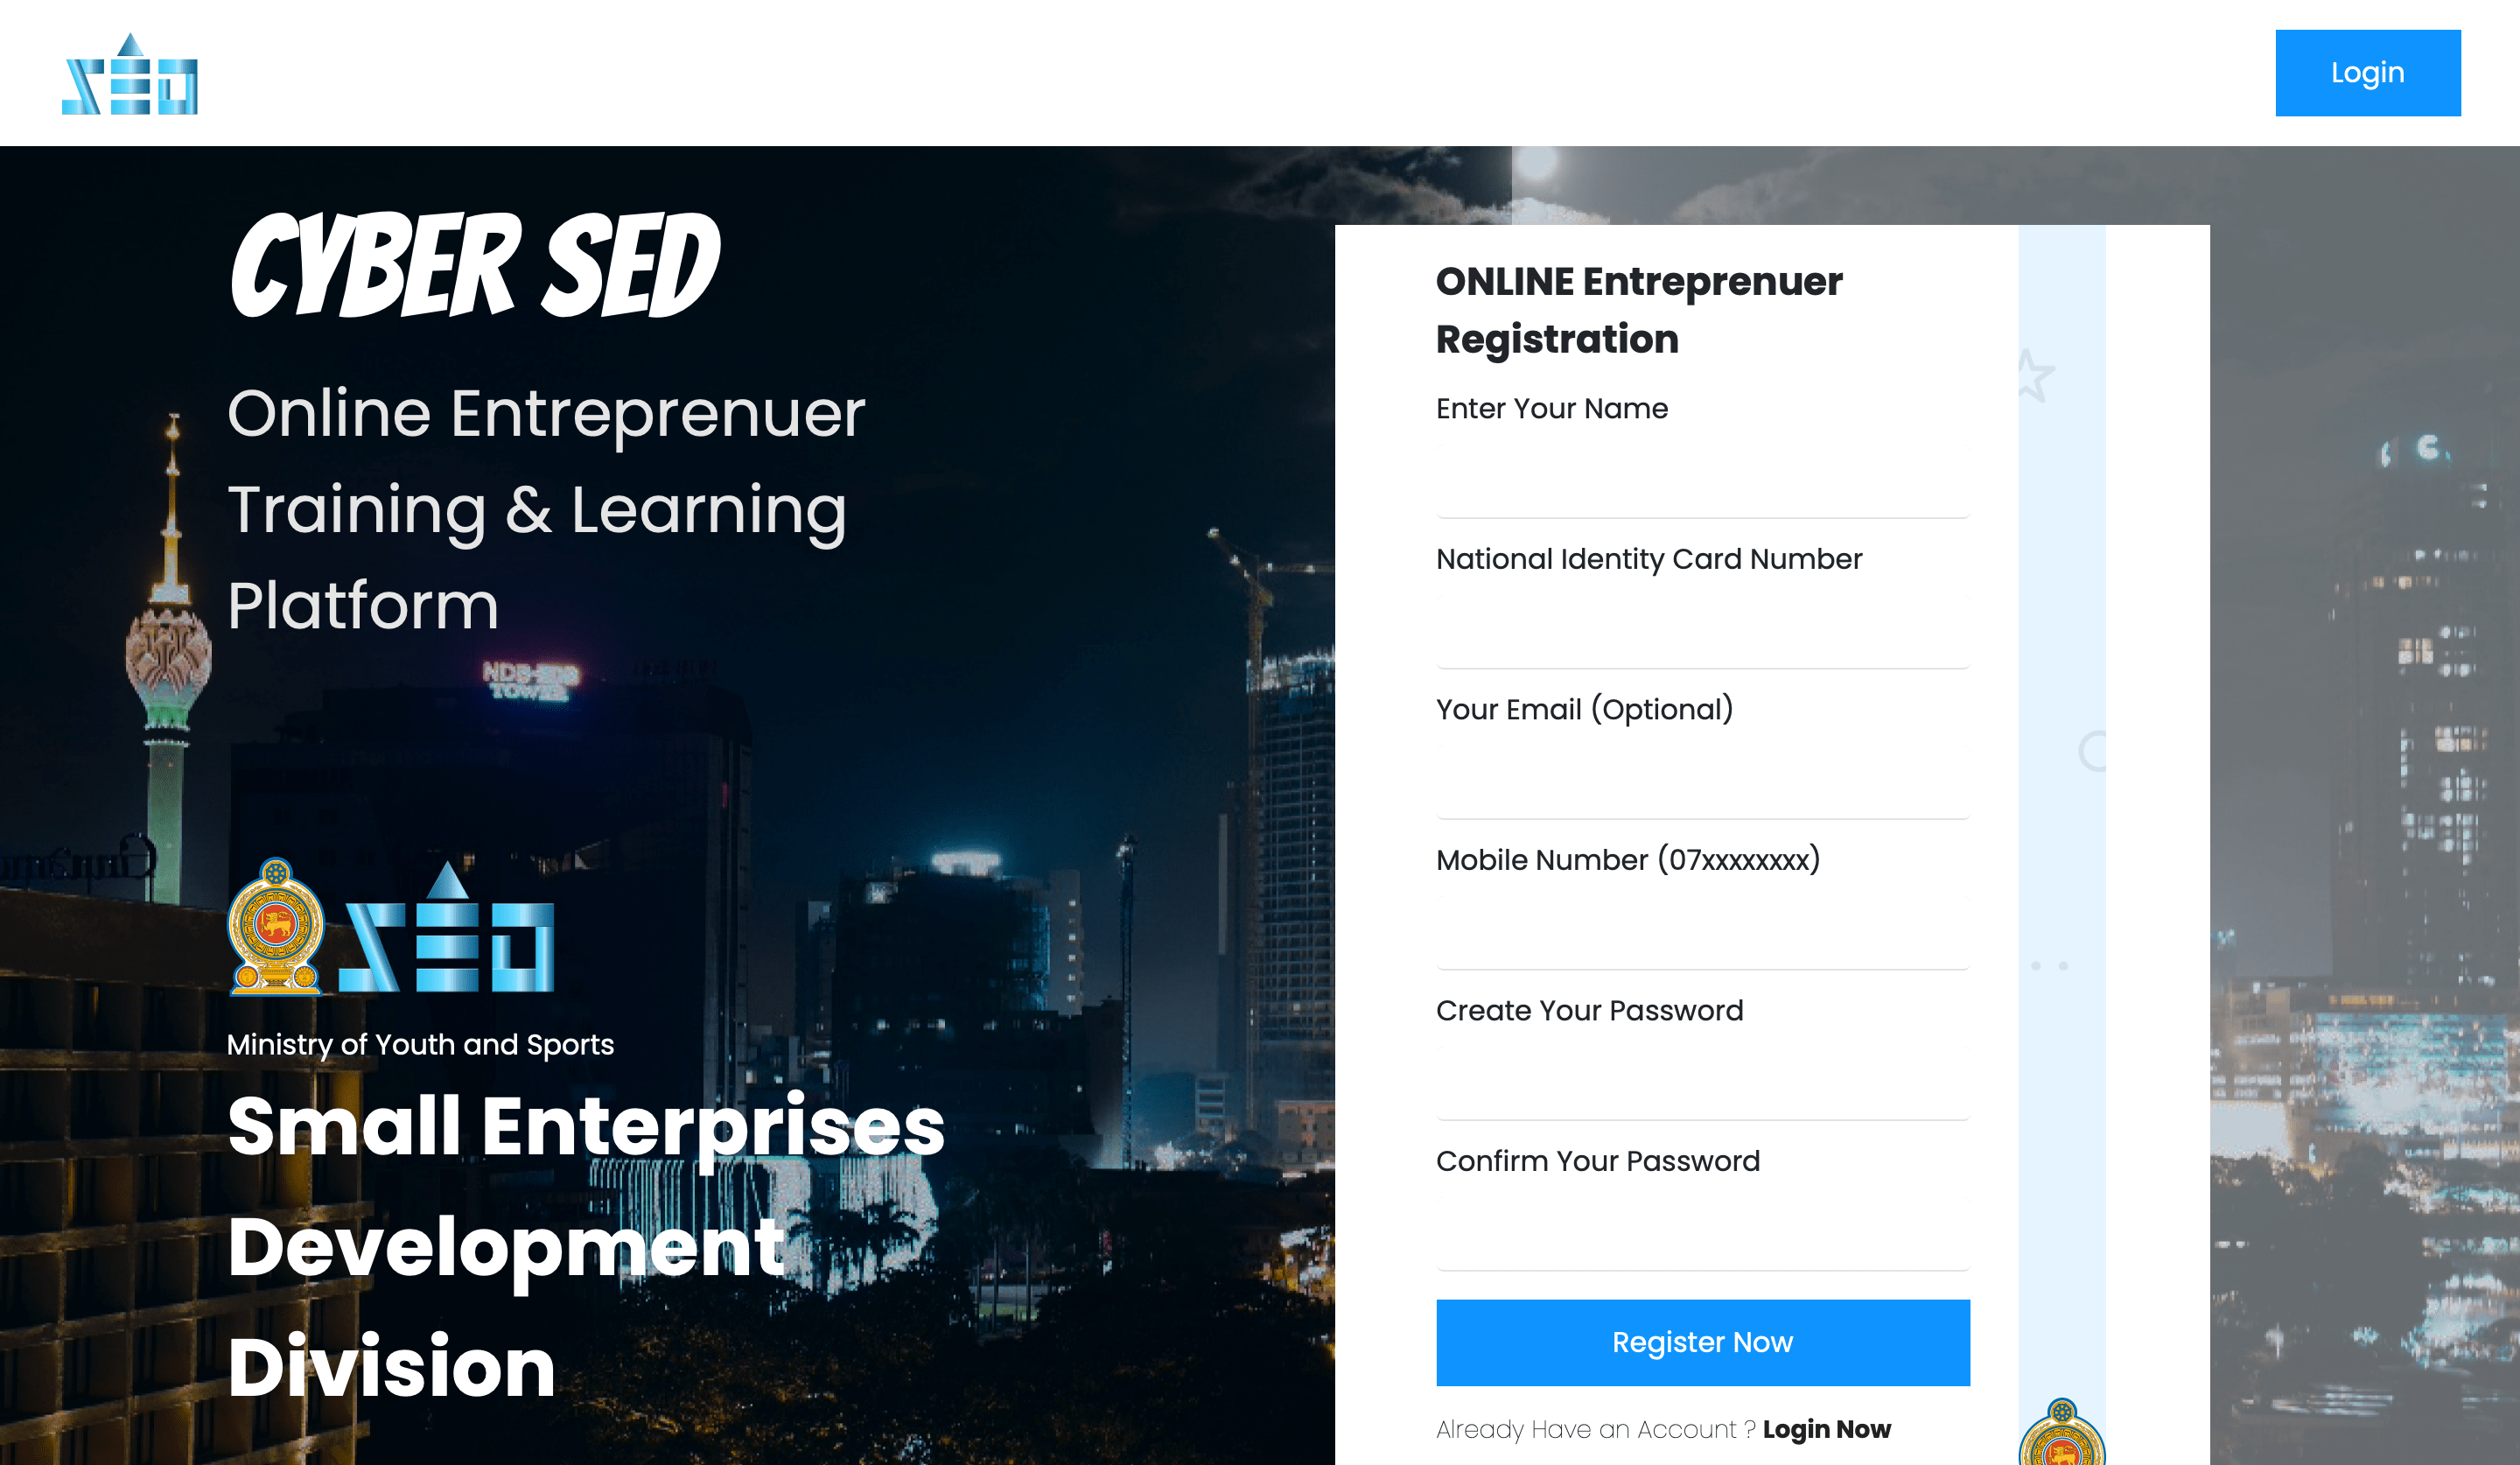 SED
Login
CYBER SED
Online Entreprenuer
Training & Learning
Platform
SED
Ministry of Youth and Sports
Small Enterprises
Development
Division
ONLINE Entreprenuer
Registration
Enter Your Name
National Identity Card Number
Your Email (Optional)
Mobile Number (07xxxxxxxx)
Create Your Password
Confirm Your Password
Register Now
Already Have an Account ? Login Now